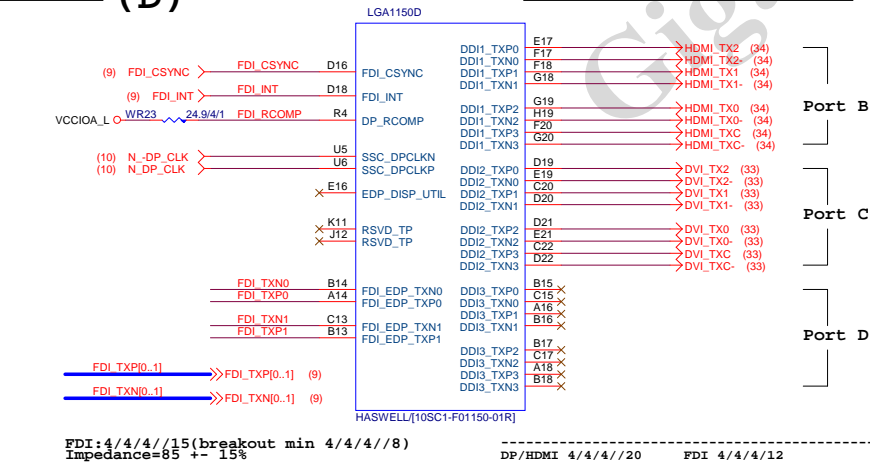 (D)
LGA1150D
Gig
(9) FDI_CSYNC FDI_CSYNC D16 FDI_CSYNC
(9) FDI_INT FDI_INT D18 FDI_INT
VCCIOA_L WR23 24.9/4/1 FDI_RCOMP R4 DP_RCOMP
(10) N_-DP_CLK U5 SSC_DPCLKN
(10) N_DP_CLK U6 SSC_DPCLKP
E16 EDP_DISP_UTIL
K11 RSVD_TP
J12 RSVD_TP
FDI_TXN0 B14 FDI_EDP_TXN0
FDI_TXP0 A14 FDI_EDP_TXP0
FDI_TXN1 C13 FDI_EDP_TXN1
FDI_TXP1 B13 FDI_EDP_TXP1
FDI_TXP[0..1] FDI_TXP[0..1] (9)
FDI_TXN[0..1] FDI_TXN[0..1] (9)
DDI1_TXP0 E17 HDMI_TX2 (34)
DDI1_TXN0 F17 HDMI_TX2- (34)
DDI1_TXP1 F18 HDMI_TX1 (34)
DDI1_TXN1 G18 HDMI_TX1- (34)
DDI1_TXP2 G19 HDMI_TX0 (34)
DDI1_TXN2 H19 HDMI_TX0- (34)
DDI1_TXP3 F20 HDMI_TXC (34)
DDI1_TXN3 G20 HDMI_TXC- (34)
Port B
DDI2_TXP0 D19 DVI_TX2 (33)
DDI2_TXN0 E19 DVI_TX2- (33)
DDI2_TXP1 C20 DVI_TX1 (33)
DDI2_TXN1 D20 DVI_TX1- (33)
DDI2_TXP2 D21 DVI_TX0 (33)
DDI2_TXN2 E21 DVI_TX0- (33)
DDI2_TXP3 C22 DVI_TXC (33)
DDI2_TXN3 D22 DVI_TXC- (33)
Port C
DDI3_TXP0 B15
DDI3_TXN0 C15
DDI3_TXP1 A16
DDI3_TXN1 B16
DDI3_TXP2 B17
DDI3_TXN2 C17
DDI3_TXP3 A18
DDI3_TXN3 B18
Port D
HASWELL/[10SC1-F01150-01R]
FDI:4/4/4//15(breakout min 4/4/4//8)
Impedance=85 +- 15%
DP/HDMI 4/4/4//20 FDI 4/4/4/12